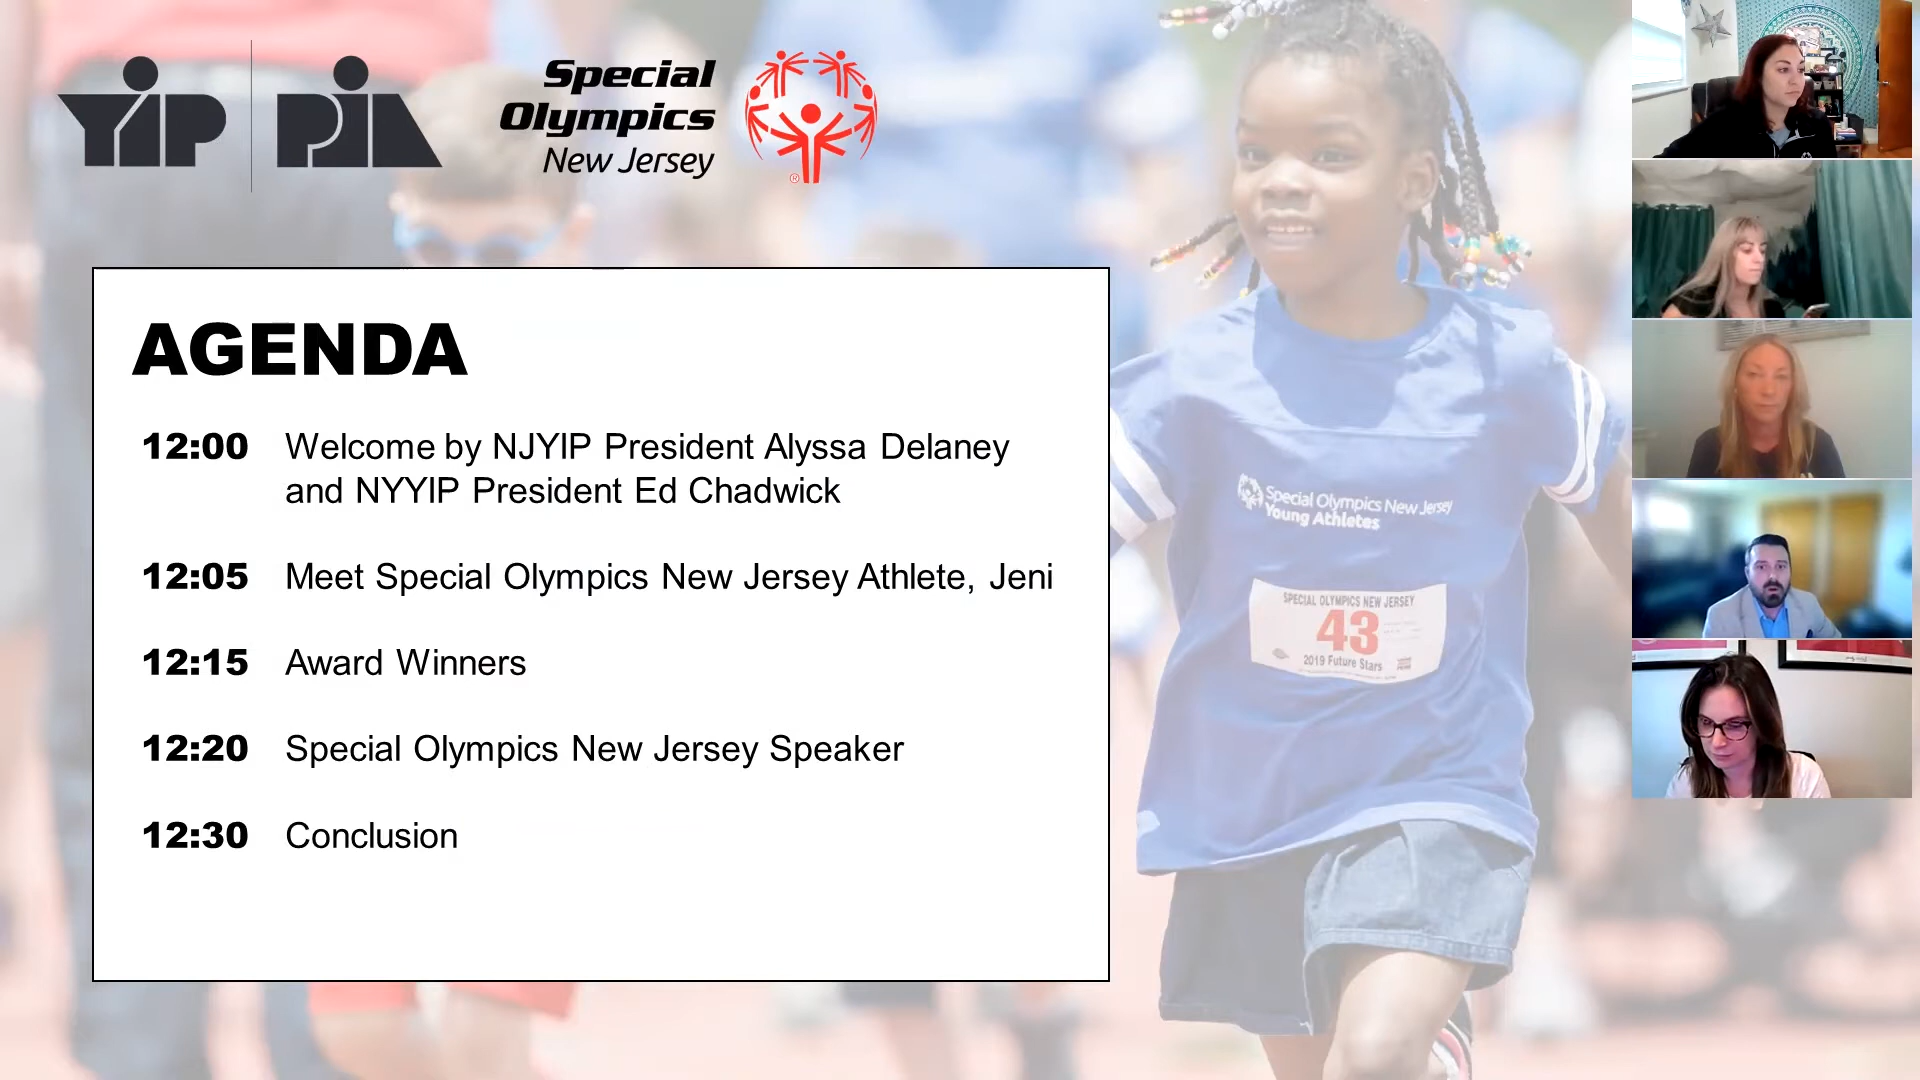 YIP PIA
Special
Olympics
New Jersey
®
AGENDA
12:00 Welcome by NJYIP President Alyssa Delaney
and NYYIP President Ed Chadwick
12:05 Meet Special Olympics New Jersey Athlete, Jeni
12:15 Award Winners
12:20 Special Olympics New Jersey Speaker
12:30 Conclusion
Special Olympics New Jersey
Young Athletes
SPECIAL OLYMPICS NEW JERSEY
43
2019 Future Stars